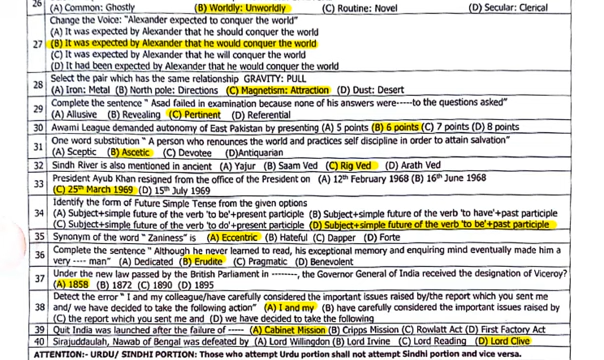 26 (A) Common: Ghostly (B) Worldly: Unworldly (C) Routine: Novel (D) Secular: Clerical
Change the Voice: "Alexander expected to conquer the world"
(A) It was expected by Alexander that he should conquer the world
27 (B) It was expected by Alexander that he would conquer the world
(C) It was expected by Alexander that he will conquer the world
(D) It had been expected by Alexander that he would conquer the world
28 Select the pair which has the same relationship GRAVITY: PULL
(A) Iron: Metal (B) North pole: Directions (C) Magnetism: Attraction (D) Dust: Desert
29 Complete the sentence " Asad failed in examination because none of his answers were-----to the questions asked"
(A) Allusive (B) Revealing (C) Pertinent (D) Referential
30 Awami League demanded autonomy of East Pakistan by presenting (A) 5 points (B) 6 points (C) 7 points (D) 8 points
31 One word substitution " A person who renounces the world and practices self discipline in order to attain salvation"
(A) Sceptic (B) Ascetic (C) Devotee (D)Antiquarian
32 Sindh River is also mentioned in ancient (A) Yajur (B) Saam Ved (C) Rig Ved (D) Arath Ved
33 President Ayub Khan resigned from the office of the President on (A) 12th February 1968 (B) 16th June 1968
(C) 25th March 1969 (D) 15th July 1969
Identify the form of Future Simple Tense from the given options
34 (A) Subject+simple future of the verb 'to be'+present participle (B) Subject+simple future of the verb 'to have'+past participle
(C) Subject+simple future of the verb 'to do'+present participle (D) Subject+simple future of the verb 'to be'+past participle
35 Synonym of the word " Zaniness" is (A) Eccentric (B) Hateful (C) Dapper (D) Forte
36 Complete the sentence " Although he never learned to read, his exceptional memory and enquiring mind eventually made him a
very ---- man" (A) Dedicated (B) Erudite (C) Pragmatic (D) Benevolent
37 Under the new law passed by the British Parliament in --------, the Governor General of India received the designation of Viceroy?
(A) 1858 (B) 1872 (C) 1890 (D) 1895
Detect the error " I and my colleague/have carefully considered the important issues raised by/the report which you sent me
38 and/ we have decided to take the following action" (A) I and my (B) have carefully considered the important issues raised by
(C) the report which you sent me and (D) we have decided to take the following
39 Quit India was launched after the failure of ----- (A) Cabinet Mission (B) Cripps Mission (C) Rowlatt Act (D) First Factory Act
40 Sirajuddaulah, Nawab of Bengal was defeated by (A) Lord Willingdon (B) Lord Irvine (C) Lord Reading (D) Lord Clive
ATTENTION:- URDU/ SINDHI PORTION: Those who attempt Urdu portion shall not attempt Sindhi portion and vice versa.